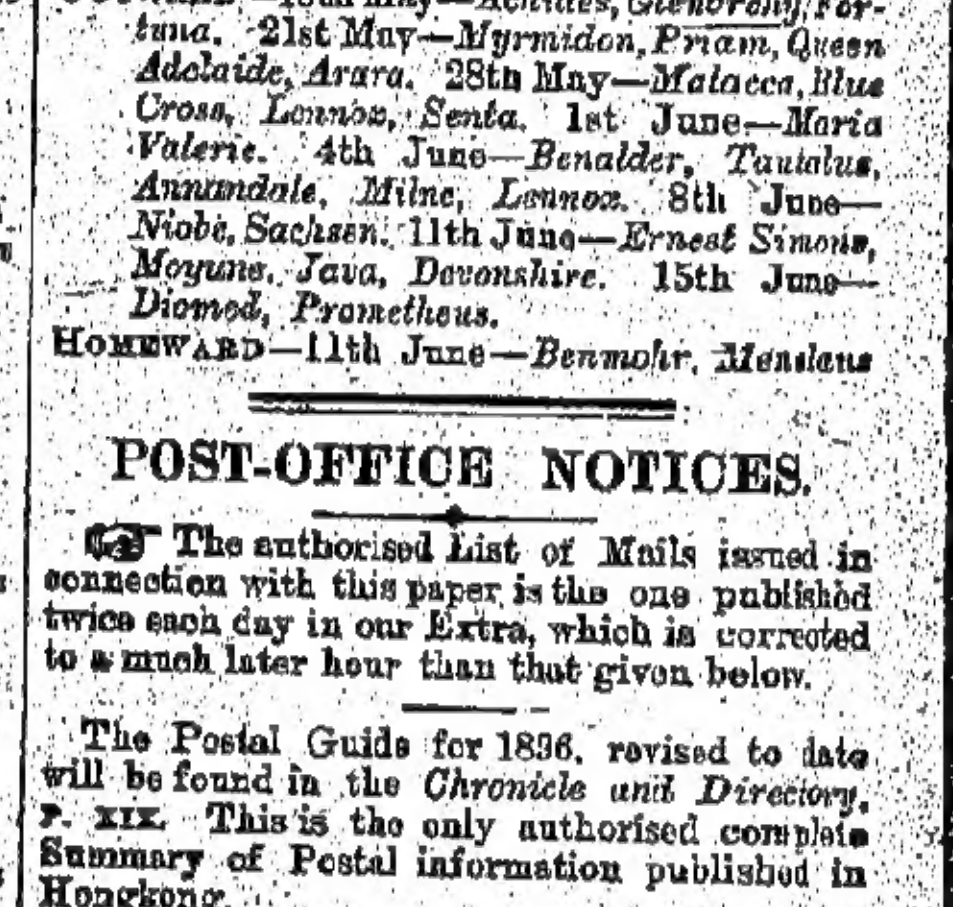 May—Achilles, Glenorchy, For-
tuna. 21st May—Myrmidon, Priam, Queen
Adelaide, Arara. 28th May—Malacca, Blue
Cross, Lennox, Senta. 1st June—Maria
Valerie. 4th June—Benalder, Tantalus,
Annandale, Milne, Lennox. 8th June—
Niobe, Sachsen. 11th June—Ernest Simons,
Moyune, Java, Devonshire. 15th June—
Diomed, Prometheus.
HOMEWARD—11th June—Benmohr, Menelaus
POST-OFFICE NOTICES.
☞ The authorised List of Mails issued in
connection with this paper is the one published
twice each day in our Extra, which is corrected
to a much later hour than that given below.
The Postal Guide for 1896, revised to date
will be found in the Chronicle and Directory,
P. XIX. This is the only authorised complete
Summary of Postal information published in
Hongkong.